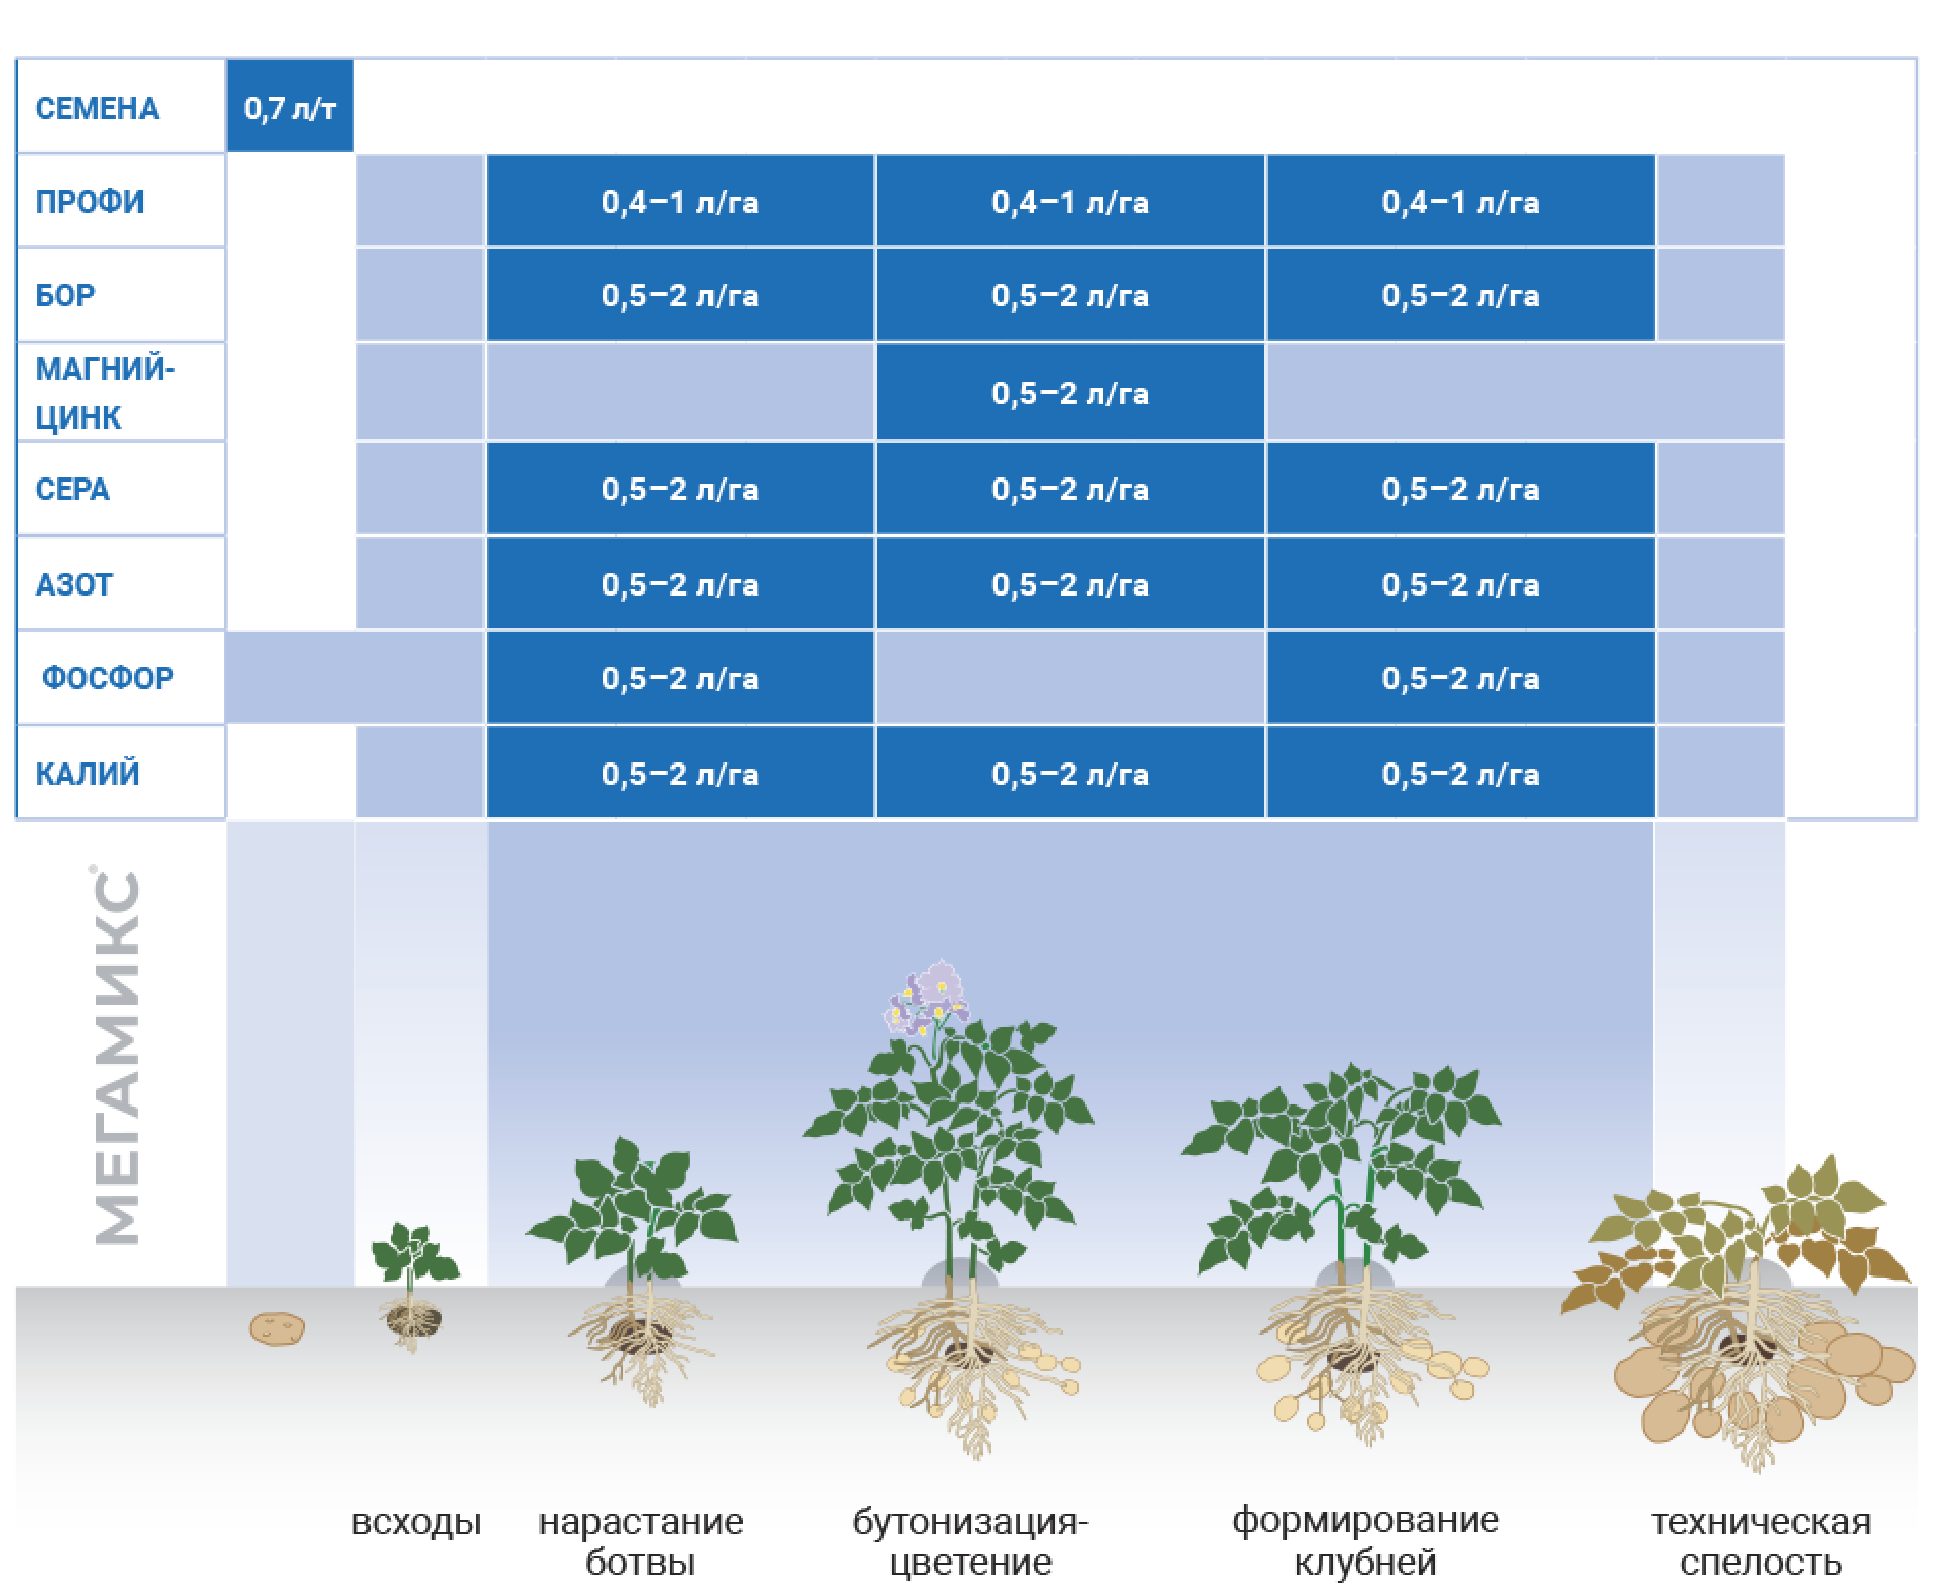 СЕМЕНА 0,7 л/т
ПРОФИ 0,4–1 л/га 0,4–1 л/га 0,4–1 л/га
БОР 0,5–2 л/га 0,5–2 л/га 0,5–2 л/га
МАГНИЙ-
ЦИНК 0,5–2 л/га
СЕРА 0,5–2 л/га 0,5–2 л/га 0,5–2 л/га
АЗОТ 0,5–2 л/га 0,5–2 л/га 0,5–2 л/га
ФОСФОР 0,5–2 л/га 0,5–2 л/га
КАЛИЙ 0,5–2 л/га 0,5–2 л/га 0,5–2 л/га
МЕГАМИКС
всходы
нарастание
ботвы
бутонизация-
цветение
формирование
клубней
техническая
спелость